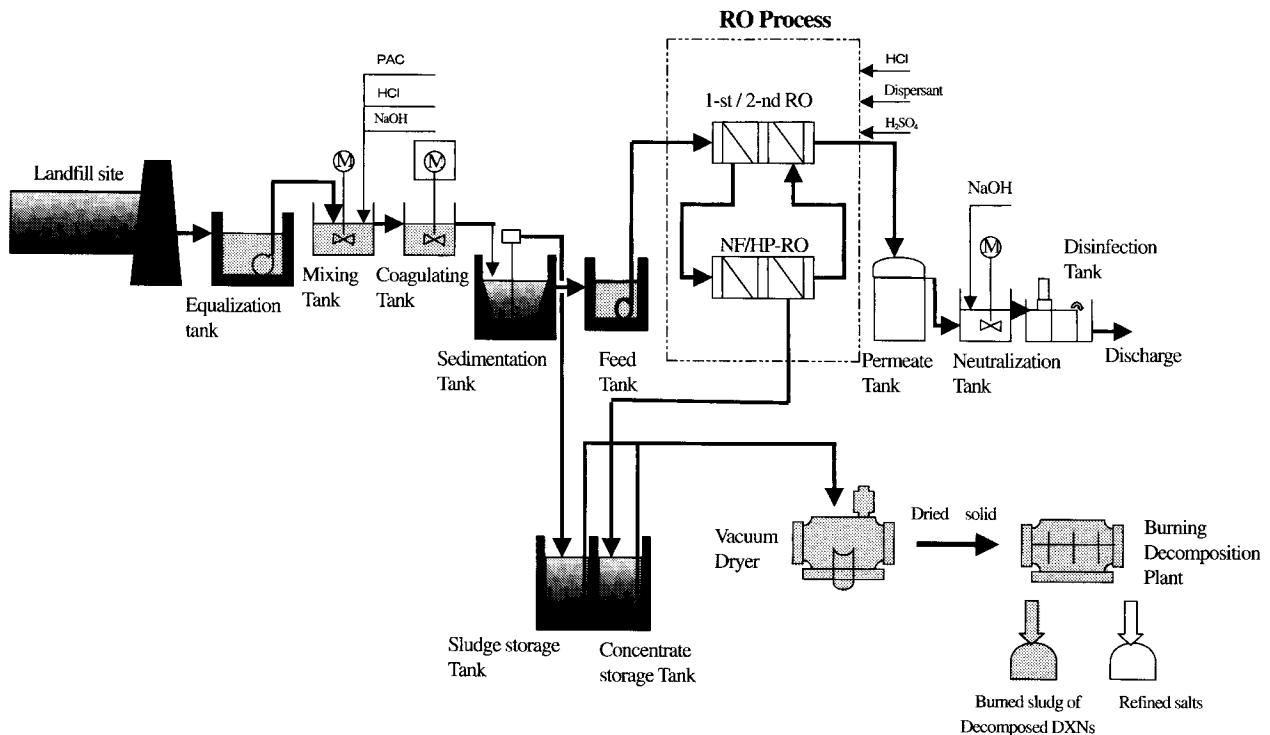 RO Process
PAC
HCl
NaOH
M
M
HCl
Dispersant
H₂SO₄
1-st / 2-nd RO
NF/HP-RO
Landfill site
Equalization
tank
Mixing
Tank
Coagulating
Tank
Sedimentation
Tank
Feed
Tank
Permeate
Tank
NaOH
M
Neutralization
Tank
Disinfection
Tank
Discharge
Sludge storage
Tank
Concentrate
storage Tank
Vacuum
Dryer
Dried solid
Burning
Decomposition
Plant
Burned sludg of
Decomposed DXNs
Refined salts